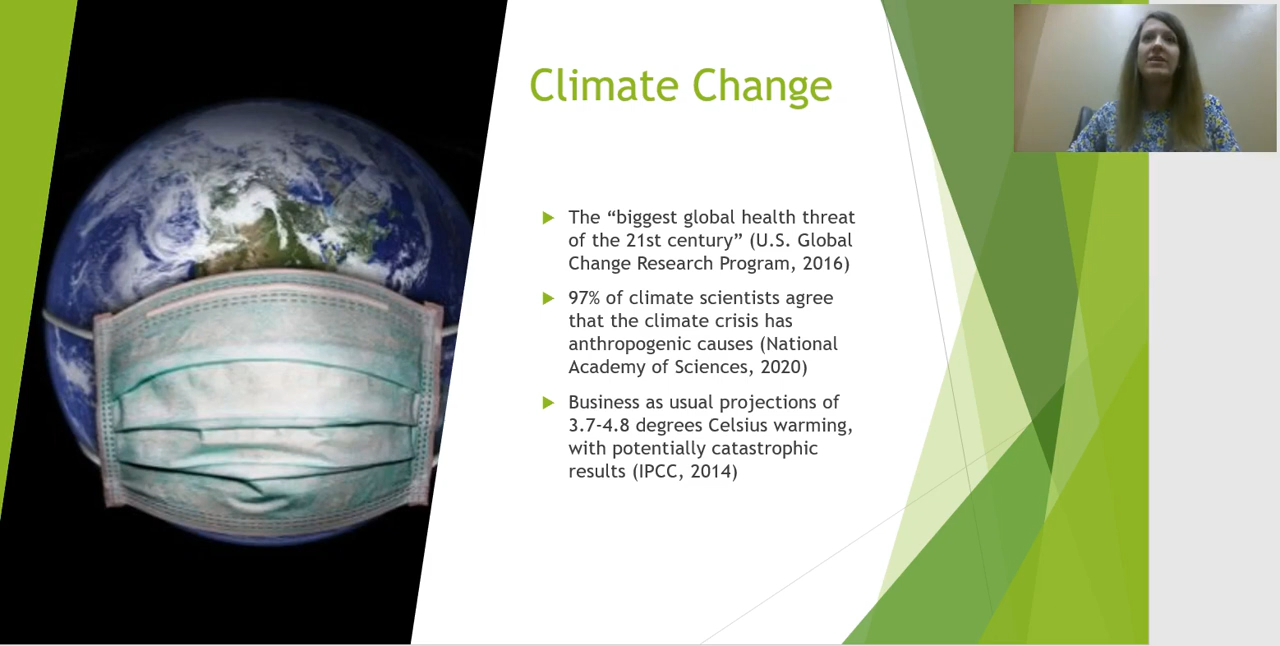 Climate Change
The “biggest global health threat
of the 21st century” (U.S. Global
Change Research Program, 2016)
97% of climate scientists agree
that the climate crisis has
anthropogenic causes (National
Academy of Sciences, 2020)
Business as usual projections of
3.7-4.8 degrees Celsius warming,
with potentially catastrophic
results (IPCC, 2014)